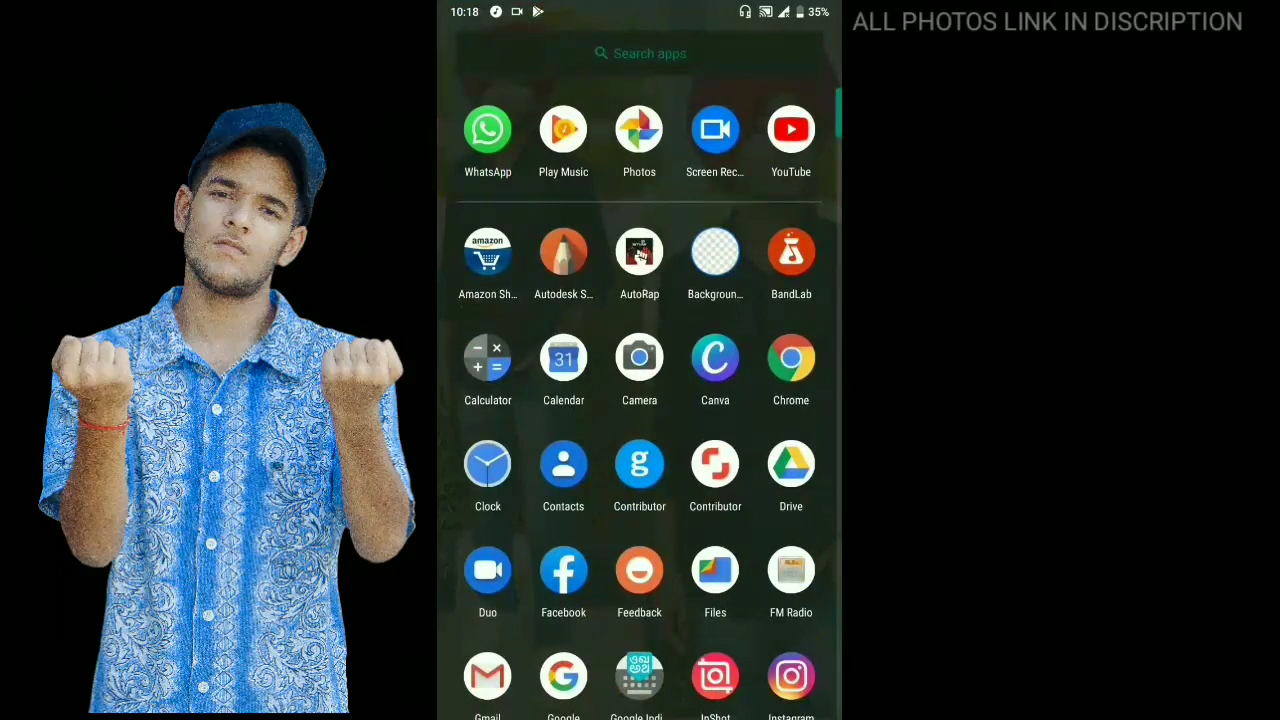 10:18
35%
ALL PHOTOS LINK IN DISCRIPTION
Search apps
WhatsApp
Play Music
Photos
Screen Rec...
YouTube
amazon
Amazon Sh...
Autodesk S...
AutoRap
Backgroun...
BandLab
Calculator
31
Calendar
Camera
Canva
Chrome
Clock
Contacts
g
Contributor
Contributor
Drive
Duo
Facebook
Feedback
Files
FM Radio
Gmail
Google
Google Indi...
InShot
Instagram